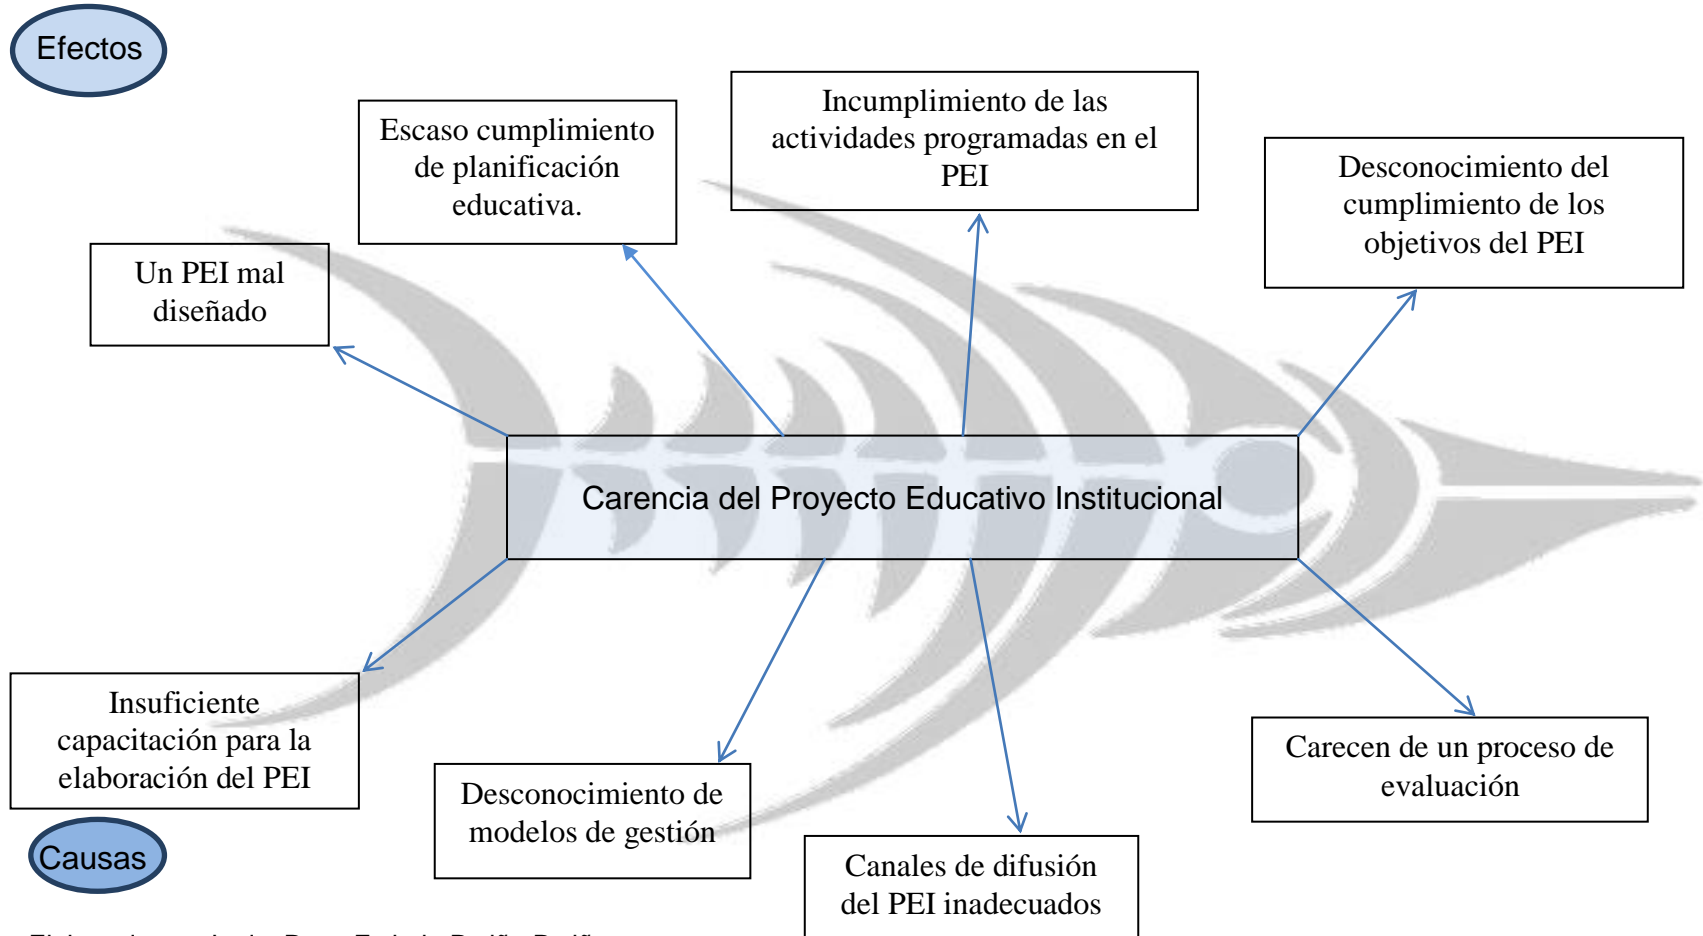 Efectos
Escaso cumplimiento
de planificación
educativa.
Incumplimiento de las
actividades programadas en el
PEI
Desconocimiento del
cumplimiento de los
objetivos del PEI
Un PEI mal
diseñado
Carencia del Proyecto Educativo Institucional
Insuficiente
capacitación para la
elaboración del PEI
Desconocimiento de
modelos de gestión
Canales de difusión
del PEI inadecuados
Carecen de un proceso de
evaluación
Causas